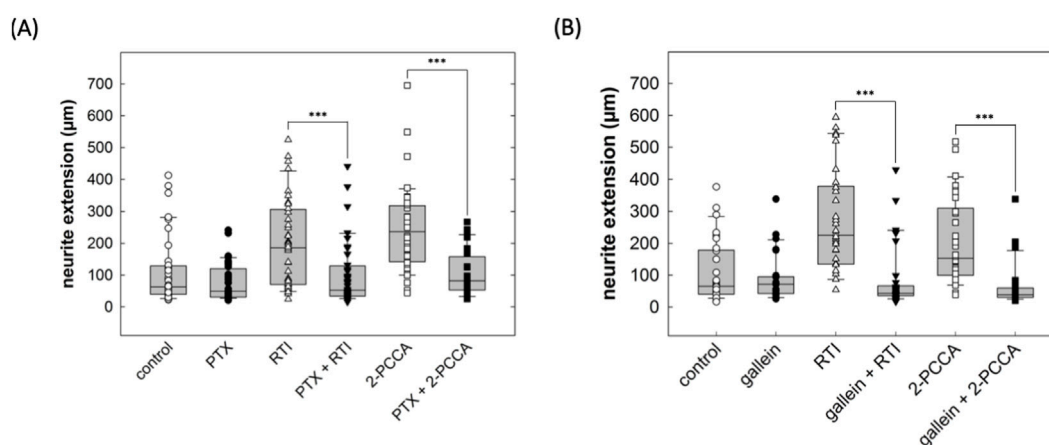 (A)
neurite extension (μm)
700
600
500
400
300
200
100
0
***
***
control
PTX
RTI
PTX + RTI
2-PCCA
PTX + 2-PCCA
(B)
neurite extension (μm)
700
600
500
400
300
200
100
0
***
***
control
gallein
RTI
gallein + RTI
2-PCCA
gallein + 2-PCCA